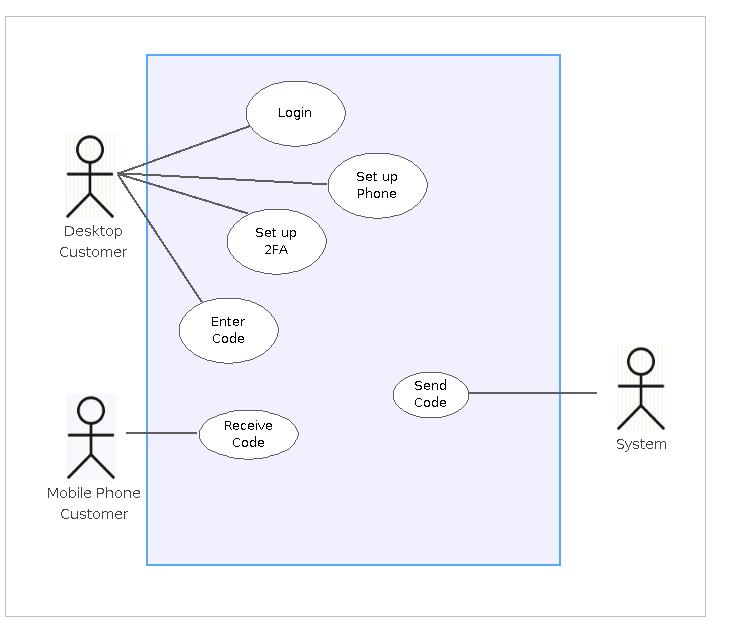 Login
Set up
Phone
Desktop
Customer
Set up
2FA
Enter
Code
Send
Code
Receive
Code
System
Mobile Phone
Customer